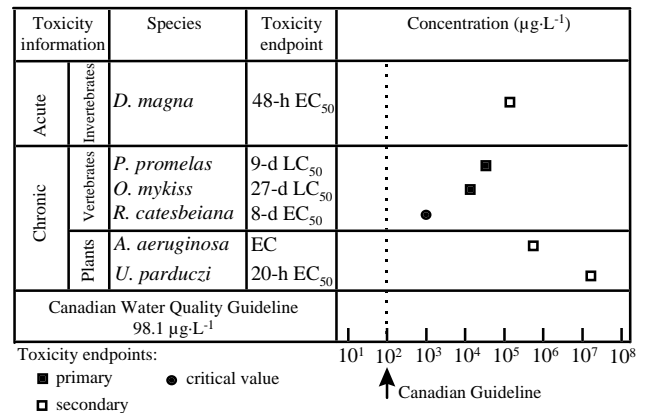 Toxicity information Species Toxicity endpoint Concentration (µg·L⁻¹)
Acute Invertebrates D. magna 48-h EC₅₀
Chronic Vertebrates P. promelas 9-d LC₅₀
O. mykiss 27-d LC₅₀
R. catesbeiana 8-d EC₅₀
Plants A. aeruginosa EC
U. parduczi 20-h EC₅₀
Canadian Water Quality Guideline
98.1 µg·L⁻¹
Toxicity endpoints: 10¹ 10² 10³ 10⁴ 10⁵ 10⁶ 10⁷ 10⁸
primary critical value Canadian Guideline
secondary